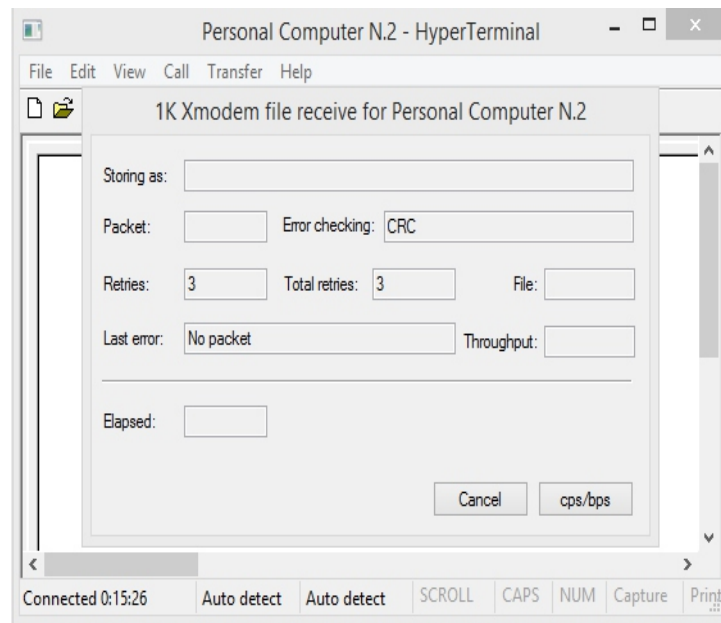 Personal Computer N.2 - HyperTerminal
File Edit View Call Transfer Help
1K Xmodem file receive for Personal Computer N.2
Storing as:
Packet: Error checking: CRC
Retries: 3 Total retries: 3 File:
Last error: No packet Throughput:
Elapsed:
Cancel cps/bps
Connected 0:15:26 Auto detect Auto detect SCROLL CAPS NUM Capture Print